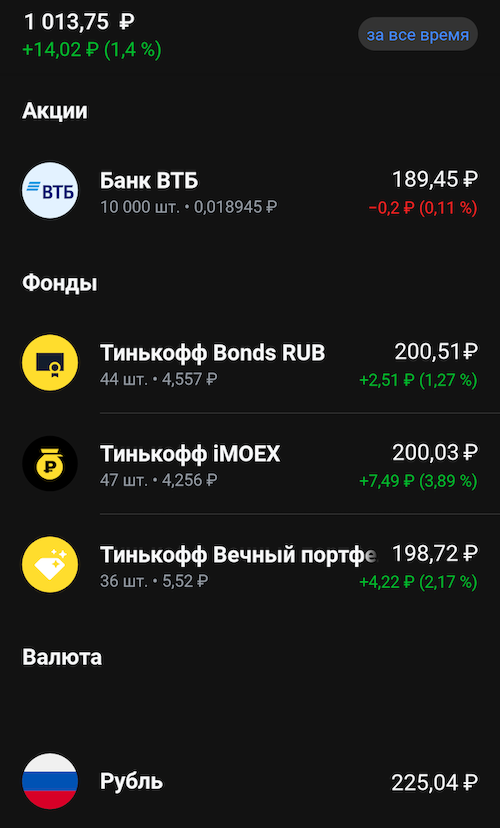 1 013,75 ₽
+14,02 ₽ (1,4 %)
за все время
Акции
ВТБ
Банк ВТБ
189,45 ₽
10 000 шт. • 0,018945 ₽
−0,2 ₽ (0,11 %)
Фонды
Тинькофф Bonds RUB
200,51 ₽
44 шт. • 4,557 ₽
+2,51 ₽ (1,27 %)
Тинькофф iMOEX
200,03 ₽
47 шт. • 4,256 ₽
+7,49 ₽ (3,89 %)
Тинькофф Вечный портфе
198,72 ₽
36 шт. • 5,52 ₽
+4,22 ₽ (2,17 %)
Валюта
Рубль
225,04 ₽